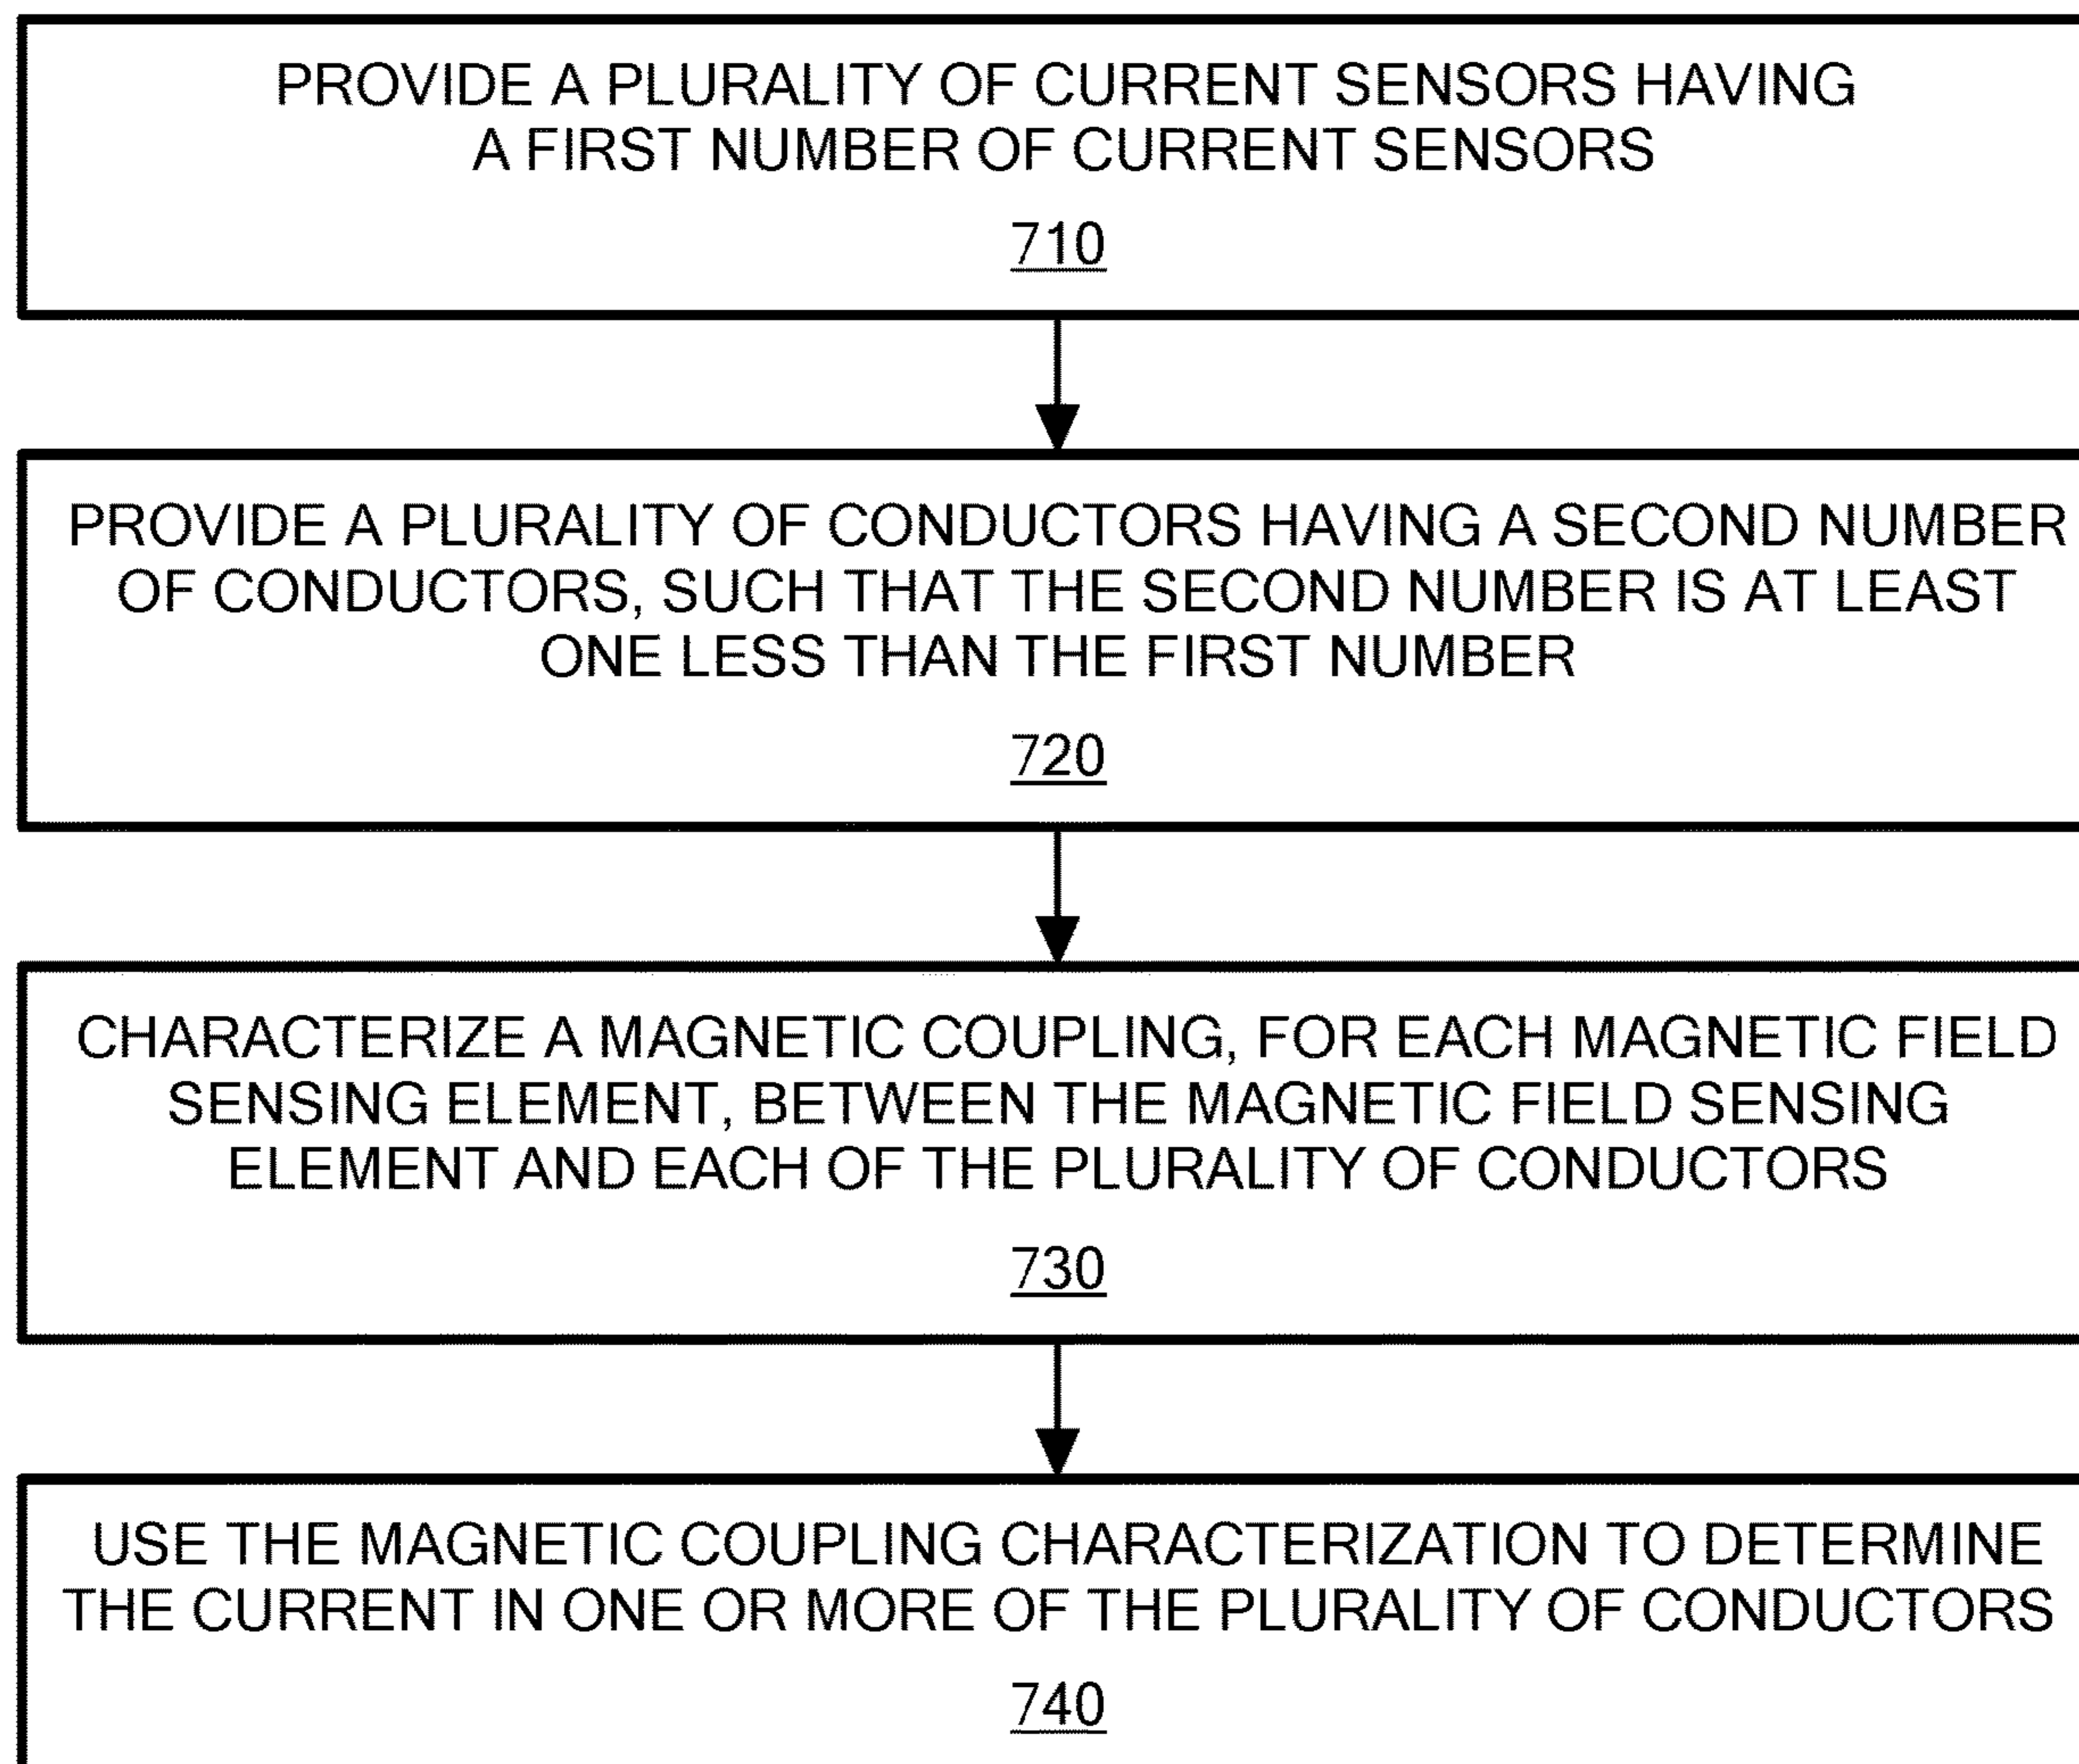 PROVIDE A PLURALITY OF CURRENT SENSORS HAVING
A FIRST NUMBER OF CURRENT SENSORS
710
PROVIDE A PLURALITY OF CONDUCTORS HAVING A SECOND NUMBER
OF CONDUCTORS, SUCH THAT THE SECOND NUMBER IS AT LEAST
ONE LESS THAN THE FIRST NUMBER
720
CHARACTERIZE A MAGNETIC COUPLING, FOR EACH MAGNETIC FIELD
SENSING ELEMENT, BETWEEN THE MAGNETIC FIELD SENSING
ELEMENT AND EACH OF THE PLURALITY OF CONDUCTORS
730
USE THE MAGNETIC COUPLING CHARACTERIZATION TO DETERMINE
THE CURRENT IN ONE OR MORE OF THE PLURALITY OF CONDUCTORS
740